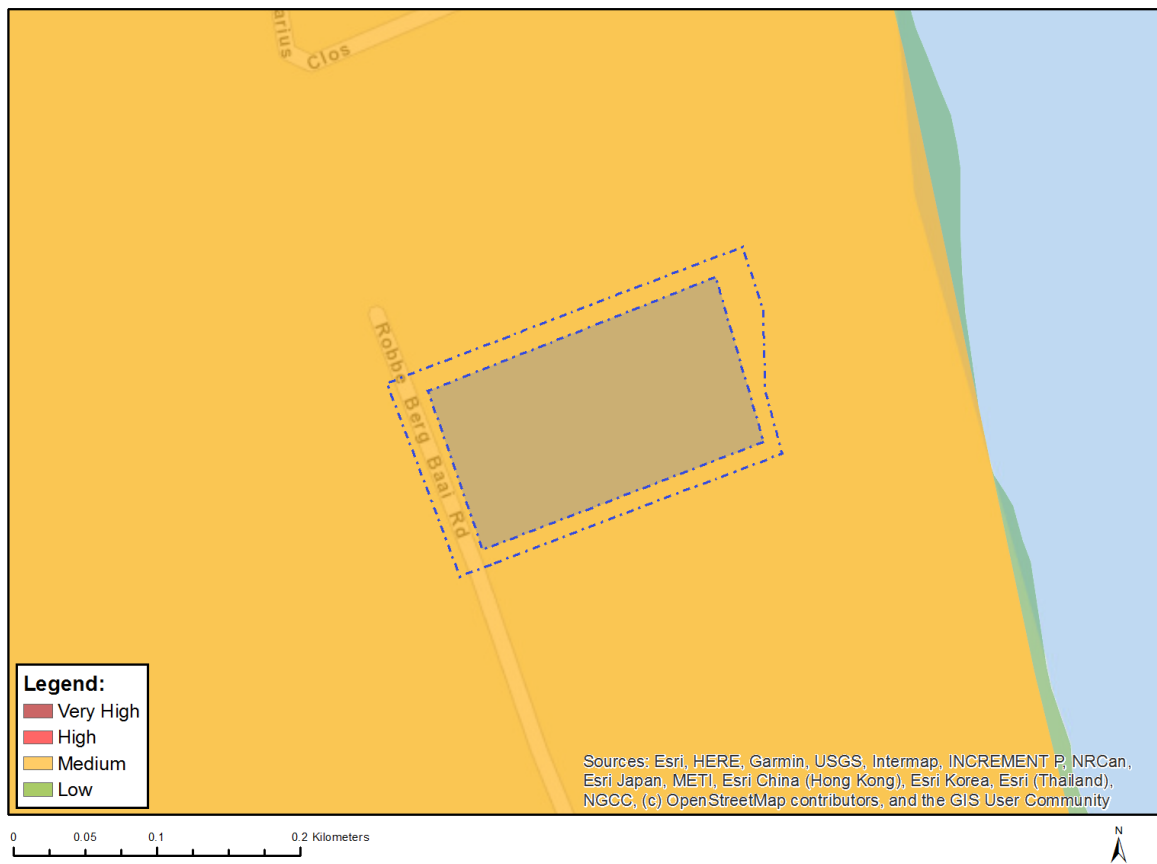 arius
Clos
Robbe Berg Baai Rd
Legend:
Very High
High
Medium
Low
Sources: Esri, HERE, Garmin, USGS, Intermap, INCREMENT P, NRCan,
Esri Japan, METI, Esri China (Hong Kong), Esri Korea, Esri (Thailand),
NGCC, (c) OpenStreetMap contributors, and the GIS User Community
0 0.05 0.1 0.2 Kilometers
N